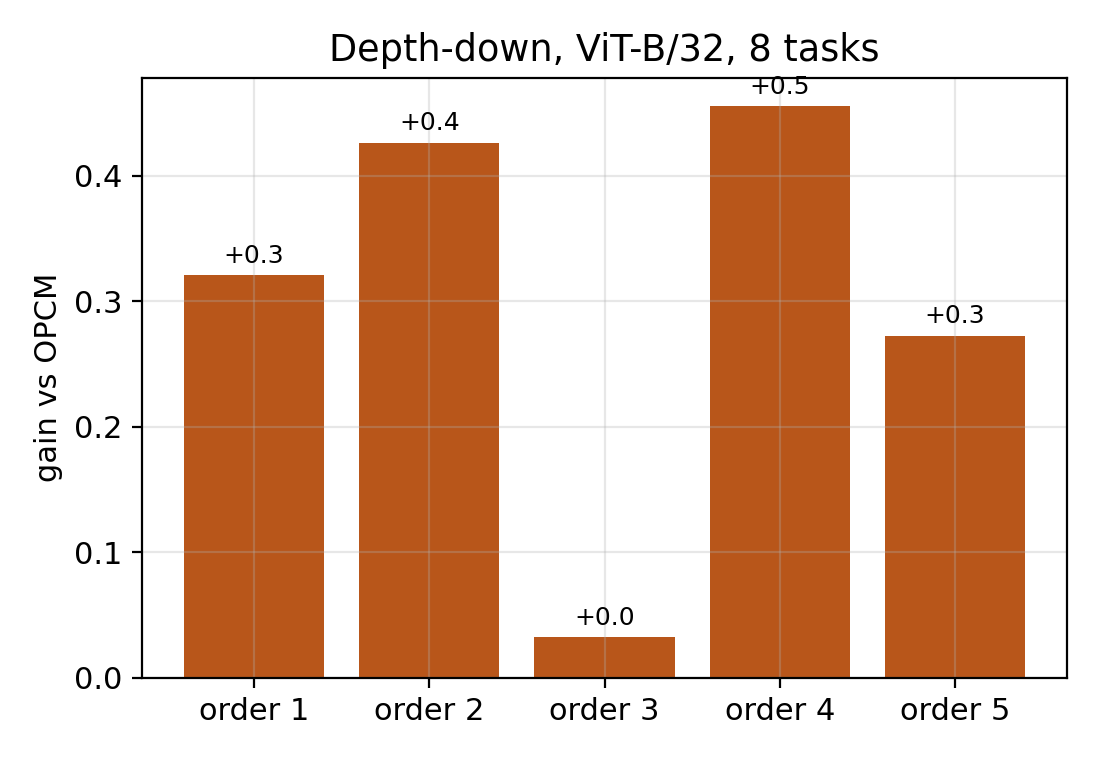 Depth-down, ViT-B/32, 8 tasks
gain vs OPCM
0.4
0.3
0.2
0.1
0.0
+0.3
+0.4
+0.0
+0.5
+0.3
order 1
order 2
order 3
order 4
order 5